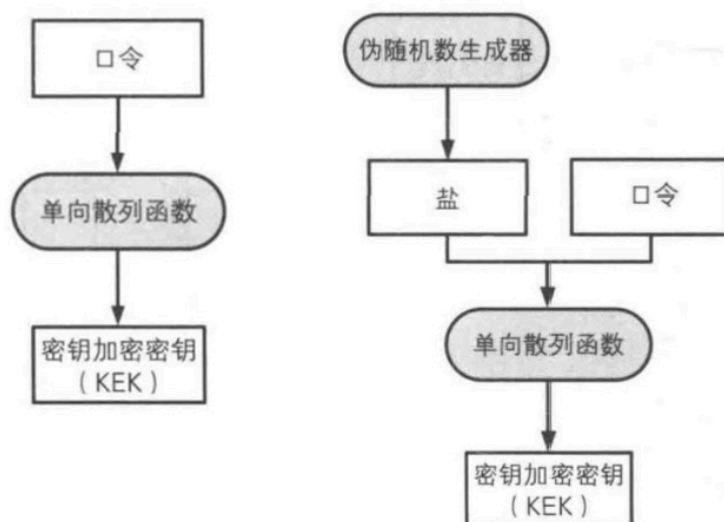 口令
单向散列函数
密钥加密密钥
（KEK）
伪随机数生成器
盐
口令
单向散列函数
密钥加密密钥
（KEK）